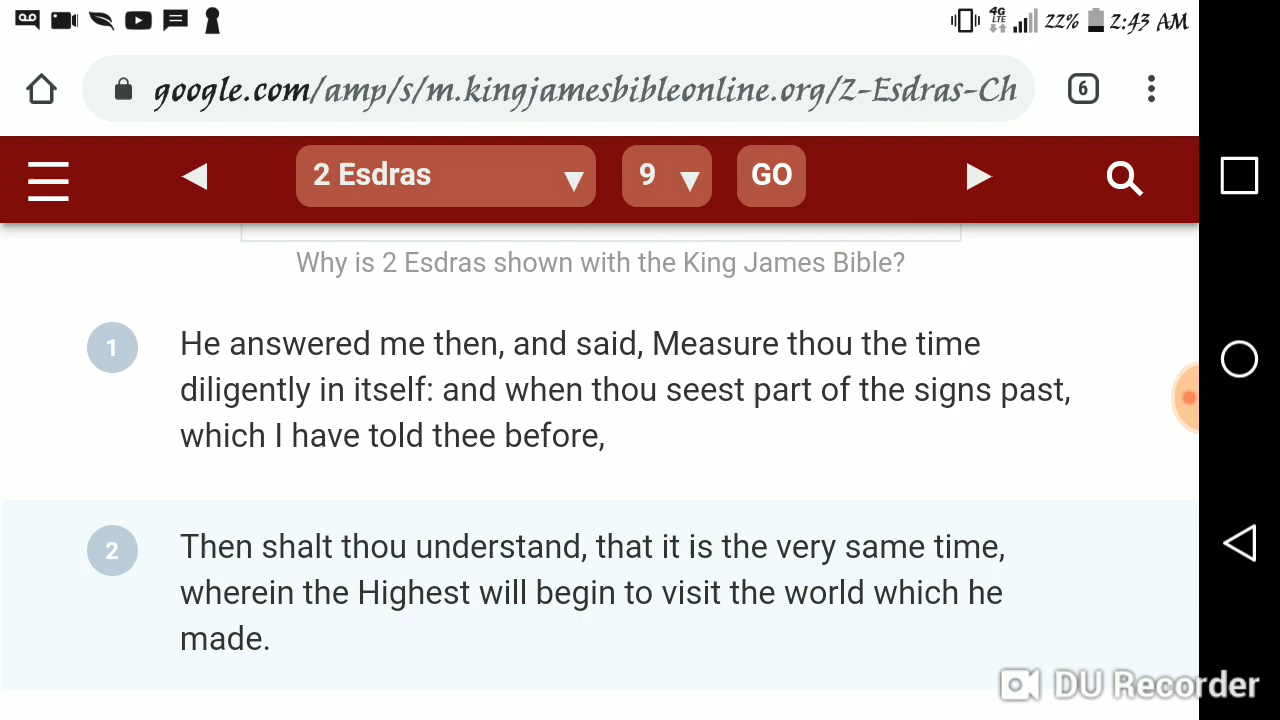 22% 2:43 AM
google.com/amp/s/m.kingjamesbibleonline.org/2-Esdras-Ch
6
2 Esdras 9 GO
Why is 2 Esdras shown with the King James Bible?
1 He answered me then, and said, Measure thou the time
diligently in itself: and when thou seest part of the signs past,
which I have told thee before,
2 Then shalt thou understand, that it is the very same time,
wherein the Highest will begin to visit the world which he
made.
DU Recorder